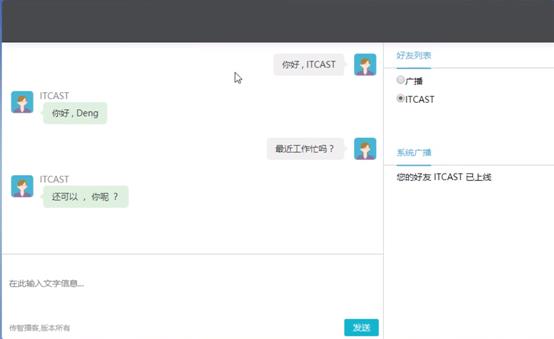 你好 , ITCAST
ITCAST
你好 , Deng
最近工作忙吗 ?
ITCAST
还可以 , 你呢 ?
在此输入文字信息...
传智播客,版本所有
发送
好友列表
广播
ITCAST
系统广播
您的好友 ITCAST 已上线